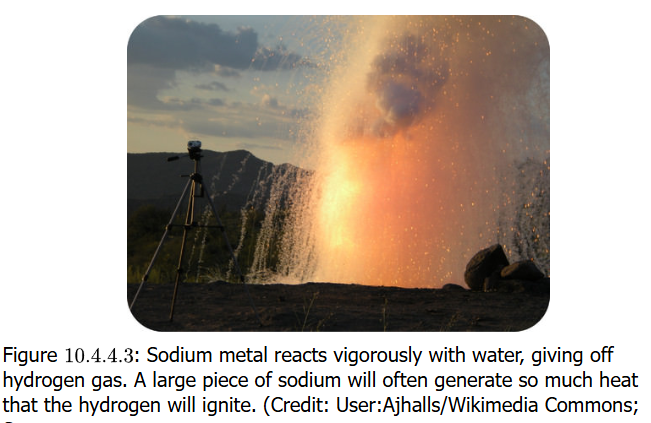 Figure 10.4.4.3: Sodium metal reacts vigorously with water, giving off
hydrogen gas. A large piece of sodium will often generate so much heat
that the hydrogen will ignite. (Credit: User:Ajhalls/Wikimedia Commons;